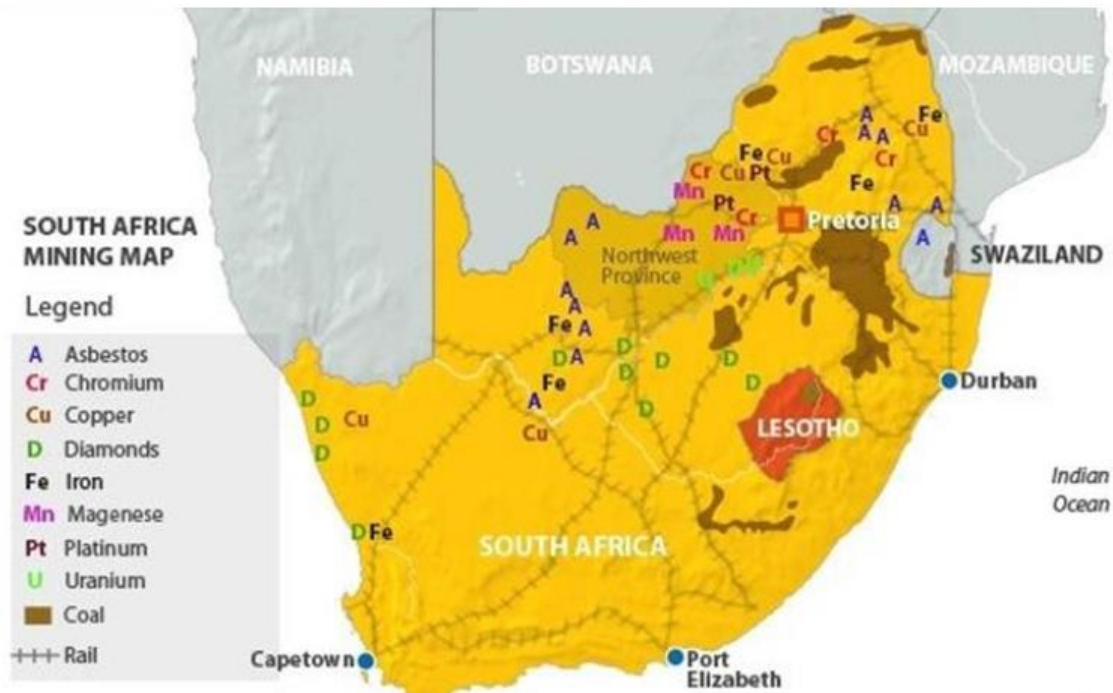 NAMIBIA
BOTSWANA
MOZAMBIQUE
SOUTH AFRICA
MINING MAP
Legend
A Asbestos
Cr Chromium
Cu Copper
D Diamonds
Fe Iron
Mn Magenese
Pt Platinum
U Uranium
Coal
Rail
A
Fe
Cr A A Cu
Fe Cu Cr
Cr Cu Pt
Mn Fe
Pt A A
Cr Pretoria
A A Mn Mn A
Northwest
Province
SWAZILAND
U U U
A
A
Fe A
D A D D D
D
Fe D
D A D
D Cu Cu
D
LESOTHO
Durban
Indian
Ocean
D Fe
SOUTH AFRICA
Capetown
Port
Elizabeth